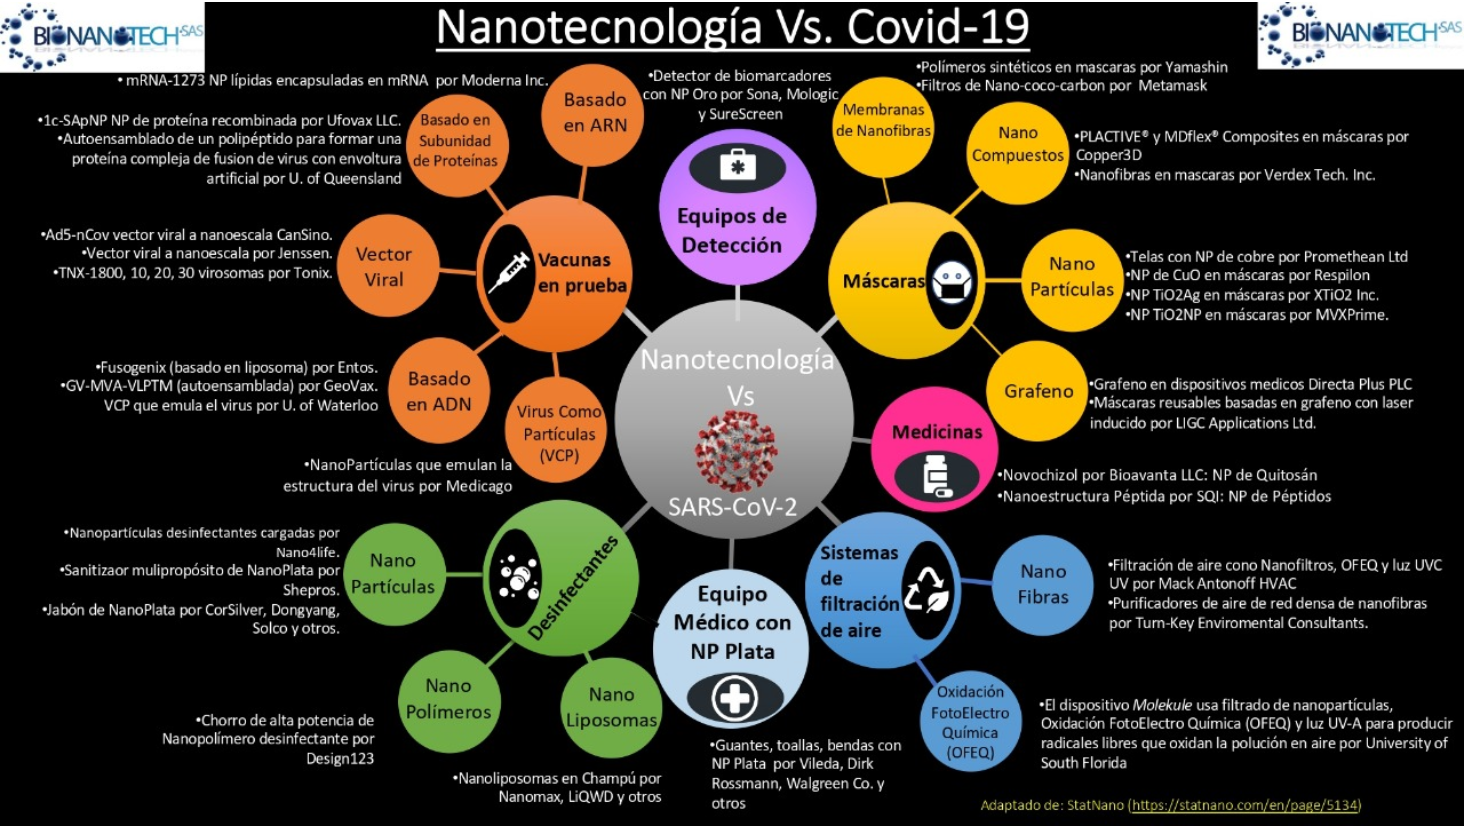 BIONANOTECH SAS
Nanotecnología Vs. Covid-19
BIONANOTECH SAS
•mRNA-1273 NP lípidas encapsuladas en mRNA por Moderna Inc.
Basado
en ARN
•1c-SApNP NP de proteína recombinada por Ufovax LLC.
•Autoensamblado de un polipéptido para formar una
proteína compleja de fusion de virus con envoltura
artificial por U. of Queensland
Basado en
Subunidad
de Proteínas
•Ad5-nCov vector viral a nanoescala CanSino.
•Vector viral a nanoescala por Jenssen.
•TNX-1800, 10, 20, 30 virosomas por Tonix.
Vector
Viral
Vacunas
en prueba
•Fusogenix (basado en liposoma) por Entos.
•GV-MVA-VLPTM (autoensamblada) por GeoVax.
VCP que emula el virus por U. of Waterloo
Basado
en ADN
Virus Como
Partículas
(VCP)
•NanoPartículas que emulan la
estructura del virus por Medicago
•Detector de biomarcadores
con NP Oro por Sona, Mologic
y SureScreen
Equipos de
Detección
•Polímeros sintéticos en mascaras por Yamashin
•Filtros de Nano-coco-carbon por Metamask
Membranas
de Nanofibras
Nano
Compuestos
•PLACTIVE® y MDflex® Composites en máscaras por
Copper3D
•Nanofibras en mascaras por Verdex Tech. Inc.
Máscaras
Nano
Partículas
•Telas con NP de cobre por Promethean Ltd
•NP de CuO en máscaras por Respilon
•NP TiO2Ag en máscaras por XTiO2 Inc.
•NP TiO2NP en máscaras por MVXPrime.
Grafeno
•Grafeno en dispositivos medicos Directa Plus PLC
•Máscaras reusables basadas en grafeno con laser
inducido por LIGC Applications Ltd.
Nanotecnología
Vs
SARS-CoV-2
Medicinas
•Novochizol por Bioavanta LLC: NP de Quitosán
•Nanoestructura Péptida por SQI: NP de Péptidos
•Nanopartículas desinfectantes cargadas por
Nano4life.
•Sanitizaor mulipropósito de NanoPlata por
Shepros.
•Jabón de NanoPlata por CorSilver, Dongyang,
Solco y otros.
Nano
Partículas
Desinfectantes
Nano
Polímeros
•Chorro de alta potencia de
Nanopolímero desinfectante por
Design123
Nano
Liposomas
•Nanoliposomas en Champú por
Nanomax, LiQWD y otros
Equipo
Médico con
NP Plata
•Guantes, toallas, bendas con
NP Plata por Vileda, Dirk
Rossmann, Walgreen Co. y
otros
Sistemas
de
filtración
de aire
Nano
Fibras
•Filtración de aire cono Nanofiltros, OFEQ y luz UVC
UV por Mack Antonoff HVAC
•Purificadores de aire de red densa de nanofibras
por Turn-Key Enviromental Consultants.
Oxidación
FotoElectro
Química
(OFEQ)
•El dispositivo Molekule usa filtrado de nanopartículas,
Oxidación FotoElectro Química (OFEQ) y luz UV-A para producir
radicales libres que oxidan la polución en aire por University of
South Florida
Adaptado de: StatNano (https://statnano.com/en/page/5134)